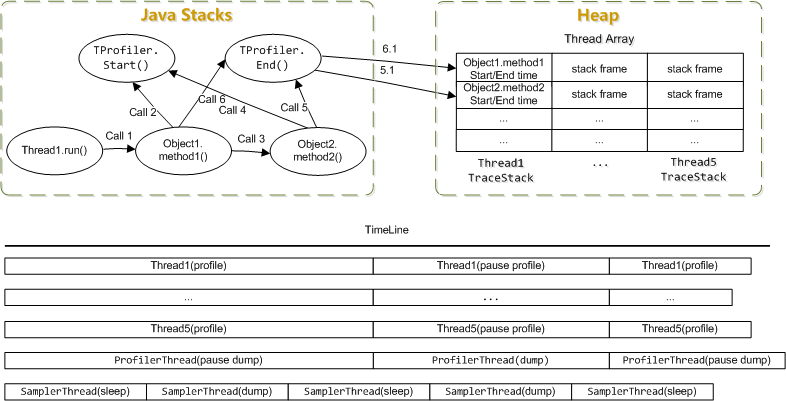 Java Stacks
Heap
TProfiler.
Start()
TProfiler.
End()
6.1
5.1
Call 6
Call 2
Call 4
Call 5
Call 1
Call 3
Thread1.run()
Object1.
method1()
Object2.
method2()
Thread Array
Object1.method1
Start/End time
stack frame
stack frame
Object2.method2
Start/End time
stack frame
stack frame
... ... ...
... ... ...
Thread1
TraceStack
...
Thread5
TraceStack
TimeLine
Thread1(profile) Thread1(pause profile) Thread1(profile)
... ... ...
Thread5(profile) Thread5(pause profile) Thread5(profile)
ProfilerThread(pause dump) ProfilerThread(dump) ProfilerThread(pause dump)
SamplerThread(sleep) SamplerThread(dump) SamplerThread(sleep) SamplerThread(dump) SamplerThread(sleep)